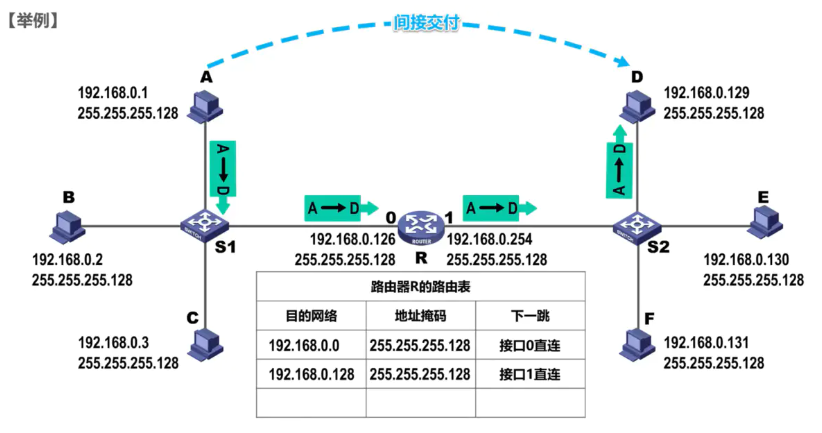 【举例】
间接交付
A
192.168.0.1
255.255.255.128
D
192.168.0.129
255.255.255.128
A → D
A → D
B
192.168.0.2
255.255.255.128
S1
SWITCH
A → D
0
192.168.0.126
255.255.255.128
ROUTER
R
1
A → D
192.168.0.254
255.255.255.128
SWITCH
S2
E
192.168.0.130
255.255.255.128
C
192.168.0.3
255.255.255.128
F
192.168.0.131
255.255.255.128
路由器R的路由表
目的网络 地址掩码 下一跳
192.168.0.0 255.255.255.128 接口0直连
192.168.0.128 255.255.255.128 接口1直连